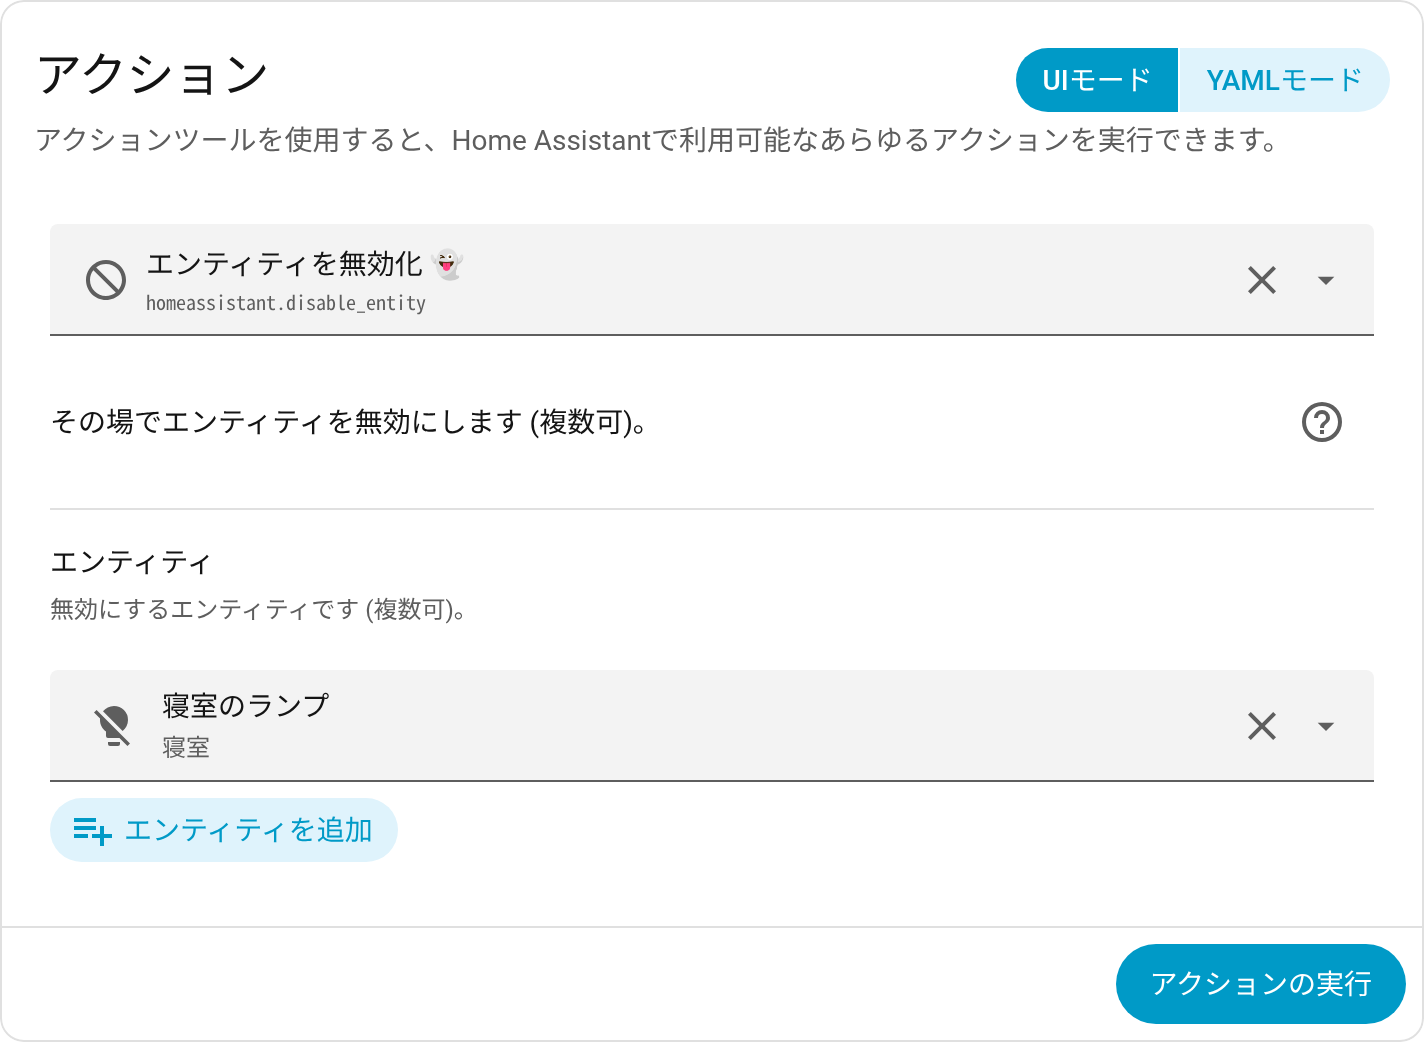 アクション
UIモード
YAMLモード
アクションツールを使用すると、Home Assistantで利用可能なあらゆるアクションを実行できます。
エンティティを無効化 👻
homeassistant.disable_entity
その場でエンティティを無効にします (複数可)。
エンティティ
無効にするエンティティです (複数可)。
寝室のランプ
寝室
エンティティを追加
アクションの実行